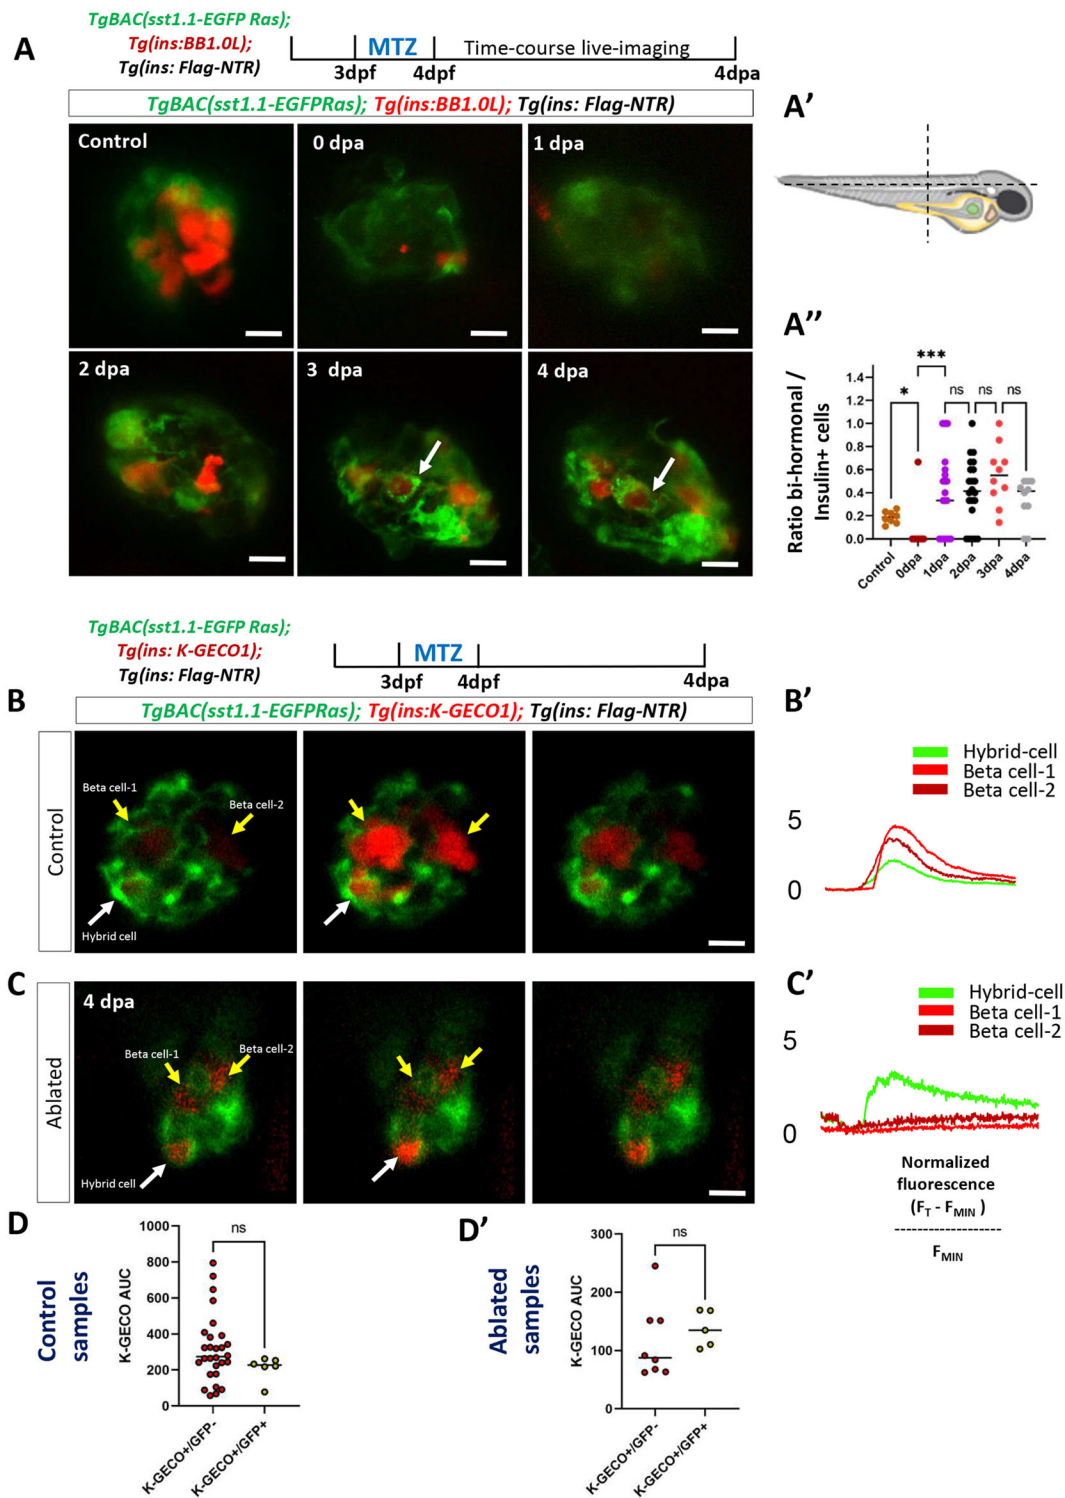 TgBAC(sst1.1-EGFP Ras);
Tg(ins:BB1.0L);
Tg(ins: Flag-NTR)
A
MTZ
Time-course live-imaging
3dpf
4dpf
4dpa
TgBAC(sst1.1-EGFPRas); Tg(ins:BB1.0L); Tg(ins: Flag-NTR)
Control
0 dpa
1 dpa
2 dpa
3 dpa
4 dpa
A'
A''
Ratio bi-hormonal /
Insulin+ cells
1.4
1.2
1.0
0.8
0.6
0.4
0.2
0.0
*
***
ns
ns
ns
Control
0dpa
1dpa
2dpa
3dpa
4dpa
TgBAC(sst1.1-EGFP Ras);
Tg(ins: K-GECO1);
Tg(ins: Flag-NTR)
MTZ
3dpf
4dpf
4dpa
B
TgBAC(sst1.1-EGFPRas); Tg(ins:K-GECO1); Tg(ins: Flag-NTR)
Control
Beta cell-1
Beta cell-2
Hybrid cell
B'
Hybrid-cell
Beta cell-1
Beta cell-2
5
0
C
Ablated
4 dpa
Beta cell-1
Beta cell-2
Hybrid cell
C'
Hybrid-cell
Beta cell-1
Beta cell-2
5
0
Normalized
fluorescence
(FT - FMIN )
--------------------
FMIN
D
Control
samples
K-GECO AUC
1000
800
600
400
200
0
ns
K-GECO+/GFP-
K-GECO+/GFP+
D'
Ablated
samples
K-GECO AUC
300
200
100
0
ns
K-GECO+/GFP-
K-GECO+/GFP+